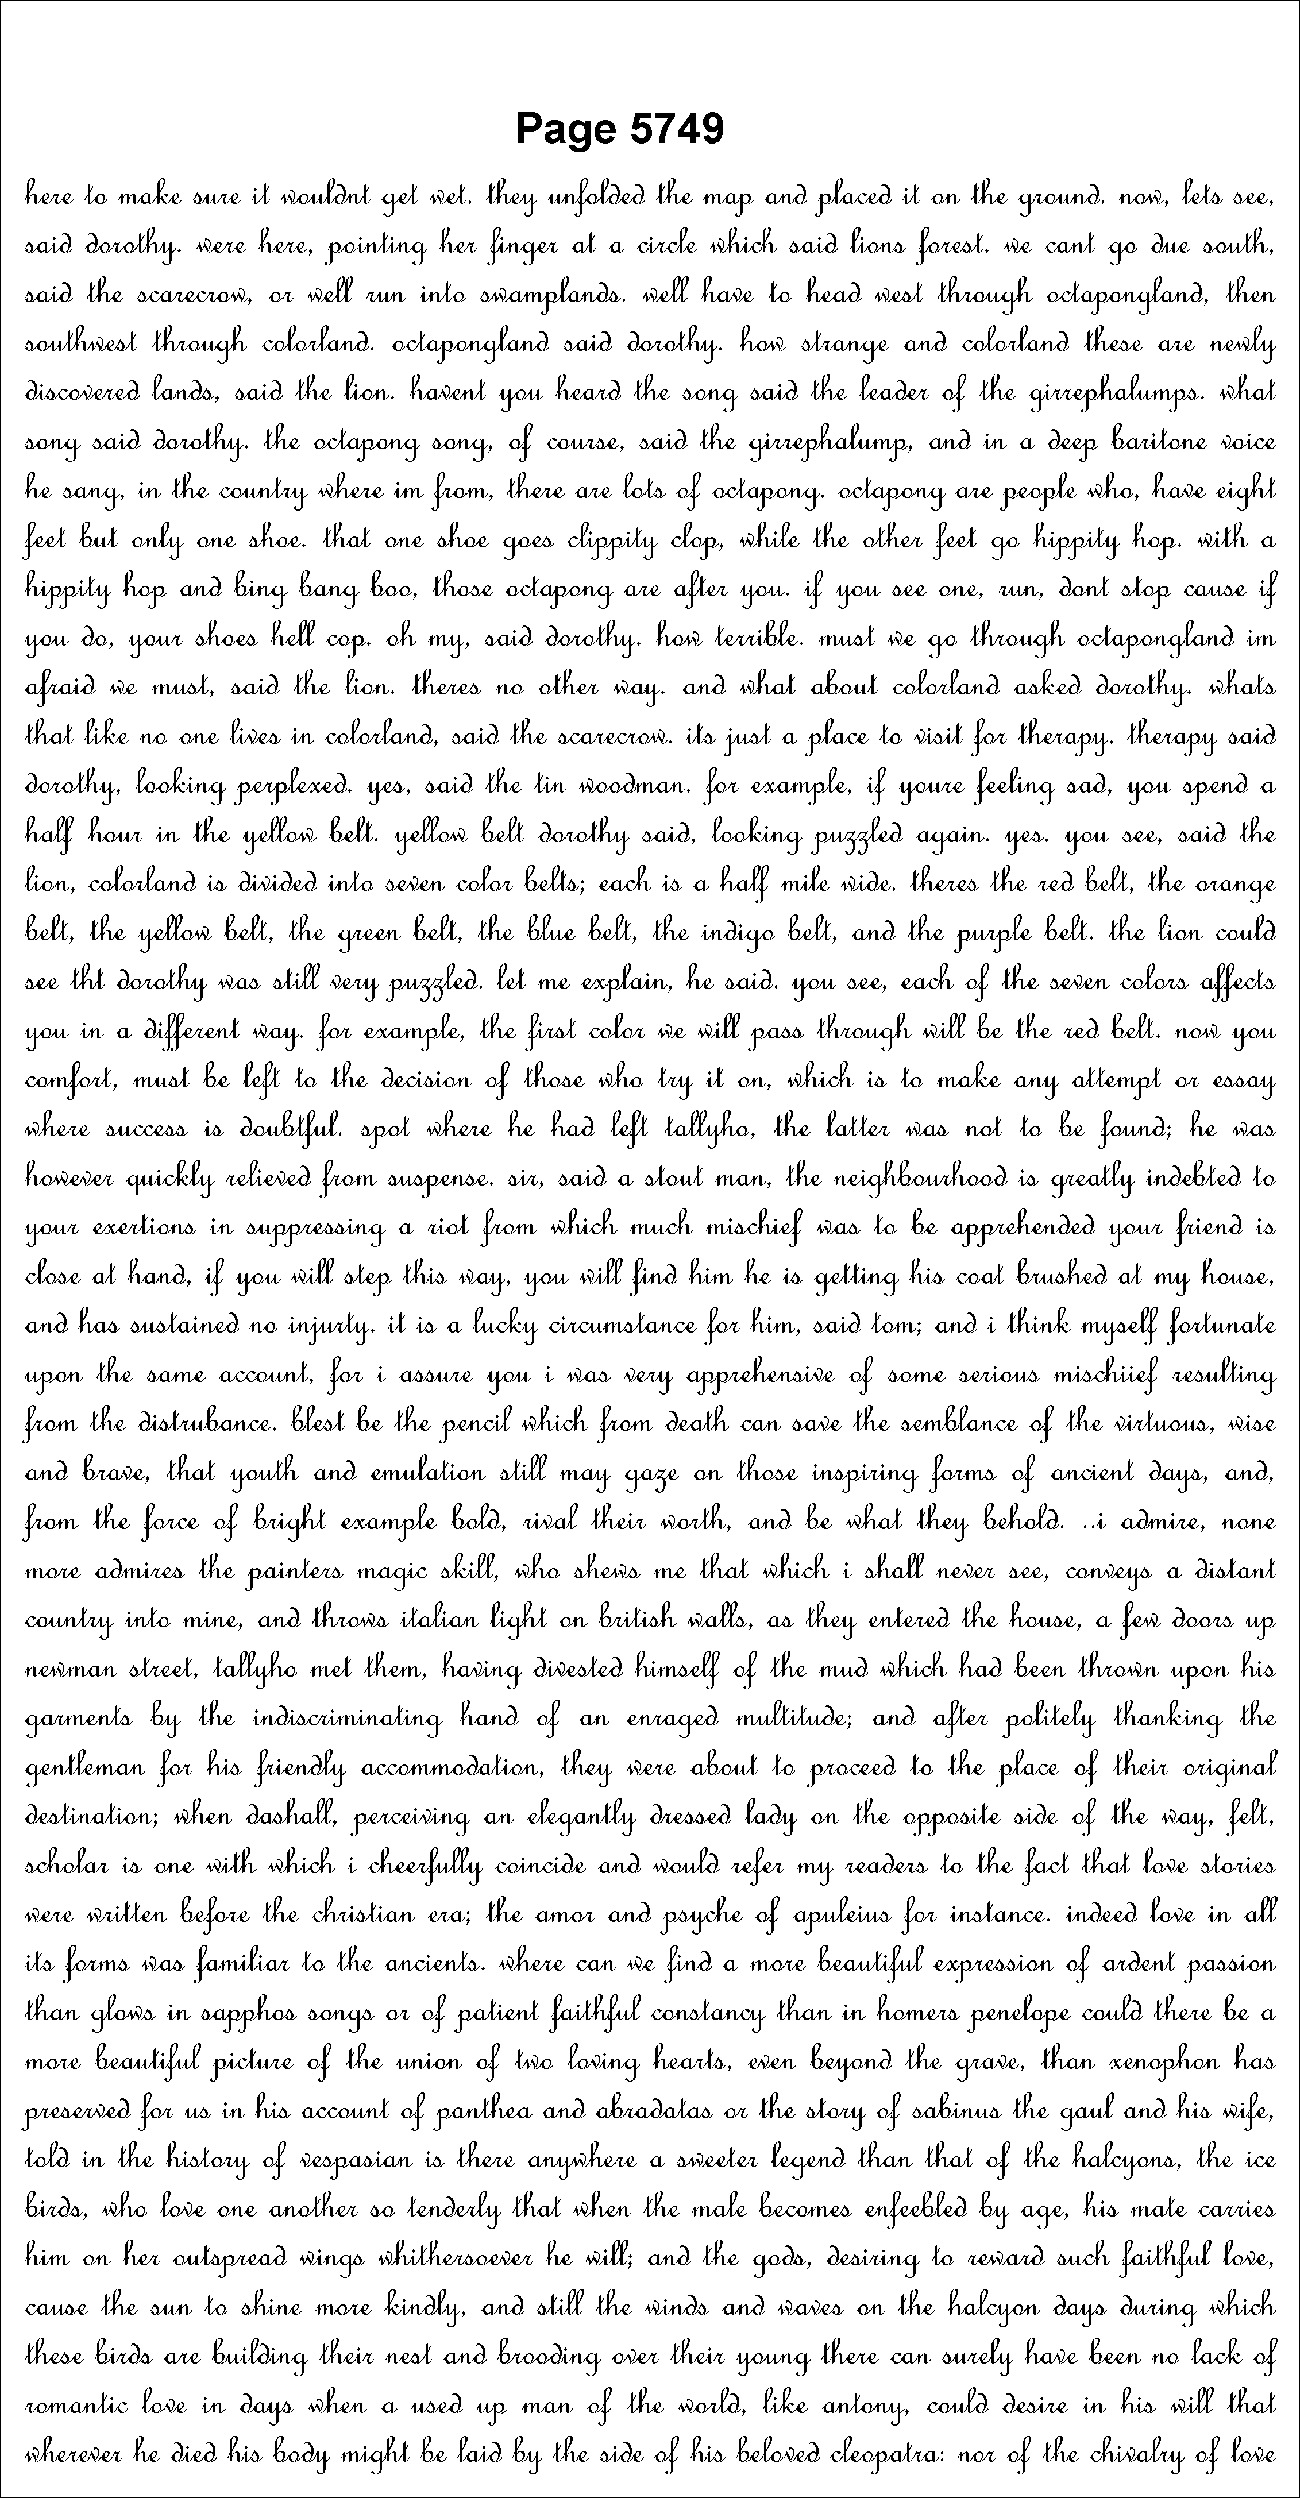 Page 5749
here to make sure it wouldnt get wet. they unfolded the map and placed it on the ground. now, lets see,
said dorothy. were here, pointing her finger at a circle which said lions forest. we cant go due south,
said the scarecrow, or well run into swamplands. well have to head west through octapongland, then
southwest through colorland. octapongland said dorothy. how strange and colorland these are newly
discovered lands, said the lion. havent you heard the song said the leader of the girrephalumps. what
song said dorothy. the octapong song, of course, said the girrephalump, and in a deep baritone voice
he sang, in the country where im from, there are lots of octapong. octapong are people who, have eight
feet but only one shoe. that one shoe goes clippity clop, while the other feet go hippity hop. with a
hippity hop and bing bang boo, those octapong are after you. if you see one, run, dont stop cause if
you do, your shoes hell cop. oh my, said dorothy. how terrible. must we go through octapongland im
afraid we must, said the lion. theres no other way. and what about colorland asked dorothy. whats
that like no one lives in colorland, said the scarecrow. its just a place to visit for therapy. therapy said
dorothy, looking perplexed. yes, said the tin woodman. for example, if youre feeling sad, you spend a
half hour in the yellow belt. yellow belt dorothy said, looking puzzled again. yes. you see, said the
lion, colorland is divided into seven color belts; each is a half mile wide. theres the red belt, the orange
belt, the yellow belt, the green belt, the blue belt, the indigo belt, and the purple belt. the lion could
see tht dorothy was still very puzzled. let me explain, he said. you see, each of the seven colors affects
you in a different way. for example, the first color we will pass through will be the red belt. now you
comfort, must be left to the decision of those who try it on, which is to make any attempt or essay
where success is doubtful. spot where he had left tallyho, the latter was not to be found; he was
however quickly relieved from suspense. sir, said a stout man, the neighbourhood is greatly indebted to
your exertions in suppressing a riot from which much mischief was to be apprehended your friend is
close at hand, if you will step this way, you will find him he is getting his coat brushed at my house,
and has sustained no injurty. it is a lucky circumstance for him, said tom; and i think myself fortunate
upon the same account, for i assure you i was very apprehensive of some serious mischiief resulting
from the distrubance. blest be the pencil which from death can save the semblance of the virtuous, wise
and brave, that youth and emulation still may gaze on those inspiring forms of ancient days, and,
from the force of bright example bold, rival their worth, and be what they behold. ..i admire, none
more admires the painters magic skill, who shews me that which i shall never see, conveys a distant
country into mine, and throws italian light on british walls, as they entered the house, a few doors up
newman street, tallyho met them, having divested himself of the mud which had been thrown upon his
garments by the indiscriminating hand of an enraged multitude; and after politely thanking the
gentleman for his friendly accommodation, they were about to proceed to the place of their original
destination; when dashall, perceiving an elegantly dressed lady on the opposite side of the way, felt,
scholar is one with which i cheerfully coincide and would refer my readers to the fact that love stories
were written before the christian era; the amor and psyche of apuleius for instance. indeed love in all
its forms was familiar to the ancients. where can we find a more beautiful expression of ardent passion
than glows in sapphos songs or of patient faithful constancy than in homers penelope could there be a
more beautiful picture of the union of two loving hearts, even beyond the grave, than xenophon has
preserved for us in his account of panthea and abradatas or the story of sabinus the gaul and his wife,
told in the history of vespasian is there anywhere a sweeter legend than that of the halcyons, the ice
birds, who love one another so tenderly that when the male becomes enfeebled by age, his mate carries
him on her outspread wings whithersoever he will; and the gods, desiring to reward such faithful love,
cause the sun to shine more kindly, and still the winds and waves on the halcyon days during which
these birds are building their nest and brooding over their young there can surely have been no lack of
romantic love in days when a used up man of the world, like antony, could desire in his will that
wherever he died his body might be laid by the side of his beloved cleopatra: nor of the chivalry of love